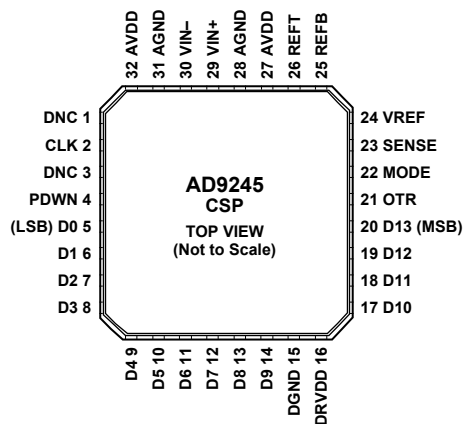 32 AVDD
31 AGND
30 VIN–
29 VIN+
28 AGND
27 AVDD
26 REFT
25 REFB
DNC 1
CLK 2
DNC 3
PDWN 4
(LSB) D0 5
D1 6
D2 7
D3 8
AD9245
CSP
TOP VIEW
(Not to Scale)
24 VREF
23 SENSE
22 MODE
21 OTR
20 D13 (MSB)
19 D12
18 D11
17 D10
D4 9
D5 10
D6 11
D7 12
D8 13
D9 14
DGND 15
DRVDD 16